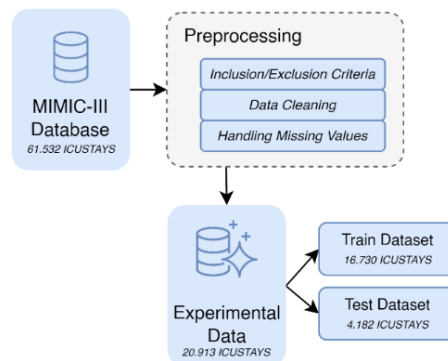 Preprocessing
Inclusion/Exclusion Criteria
Data Cleaning
Handling Missing Values
MIMIC-III
Database
61.532 ICUSTAYS
Experimental
Data
20.913 ICUSTAYS
Train Dataset
16.730 ICUSTAYS
Test Dataset
4.182 ICUSTAYS